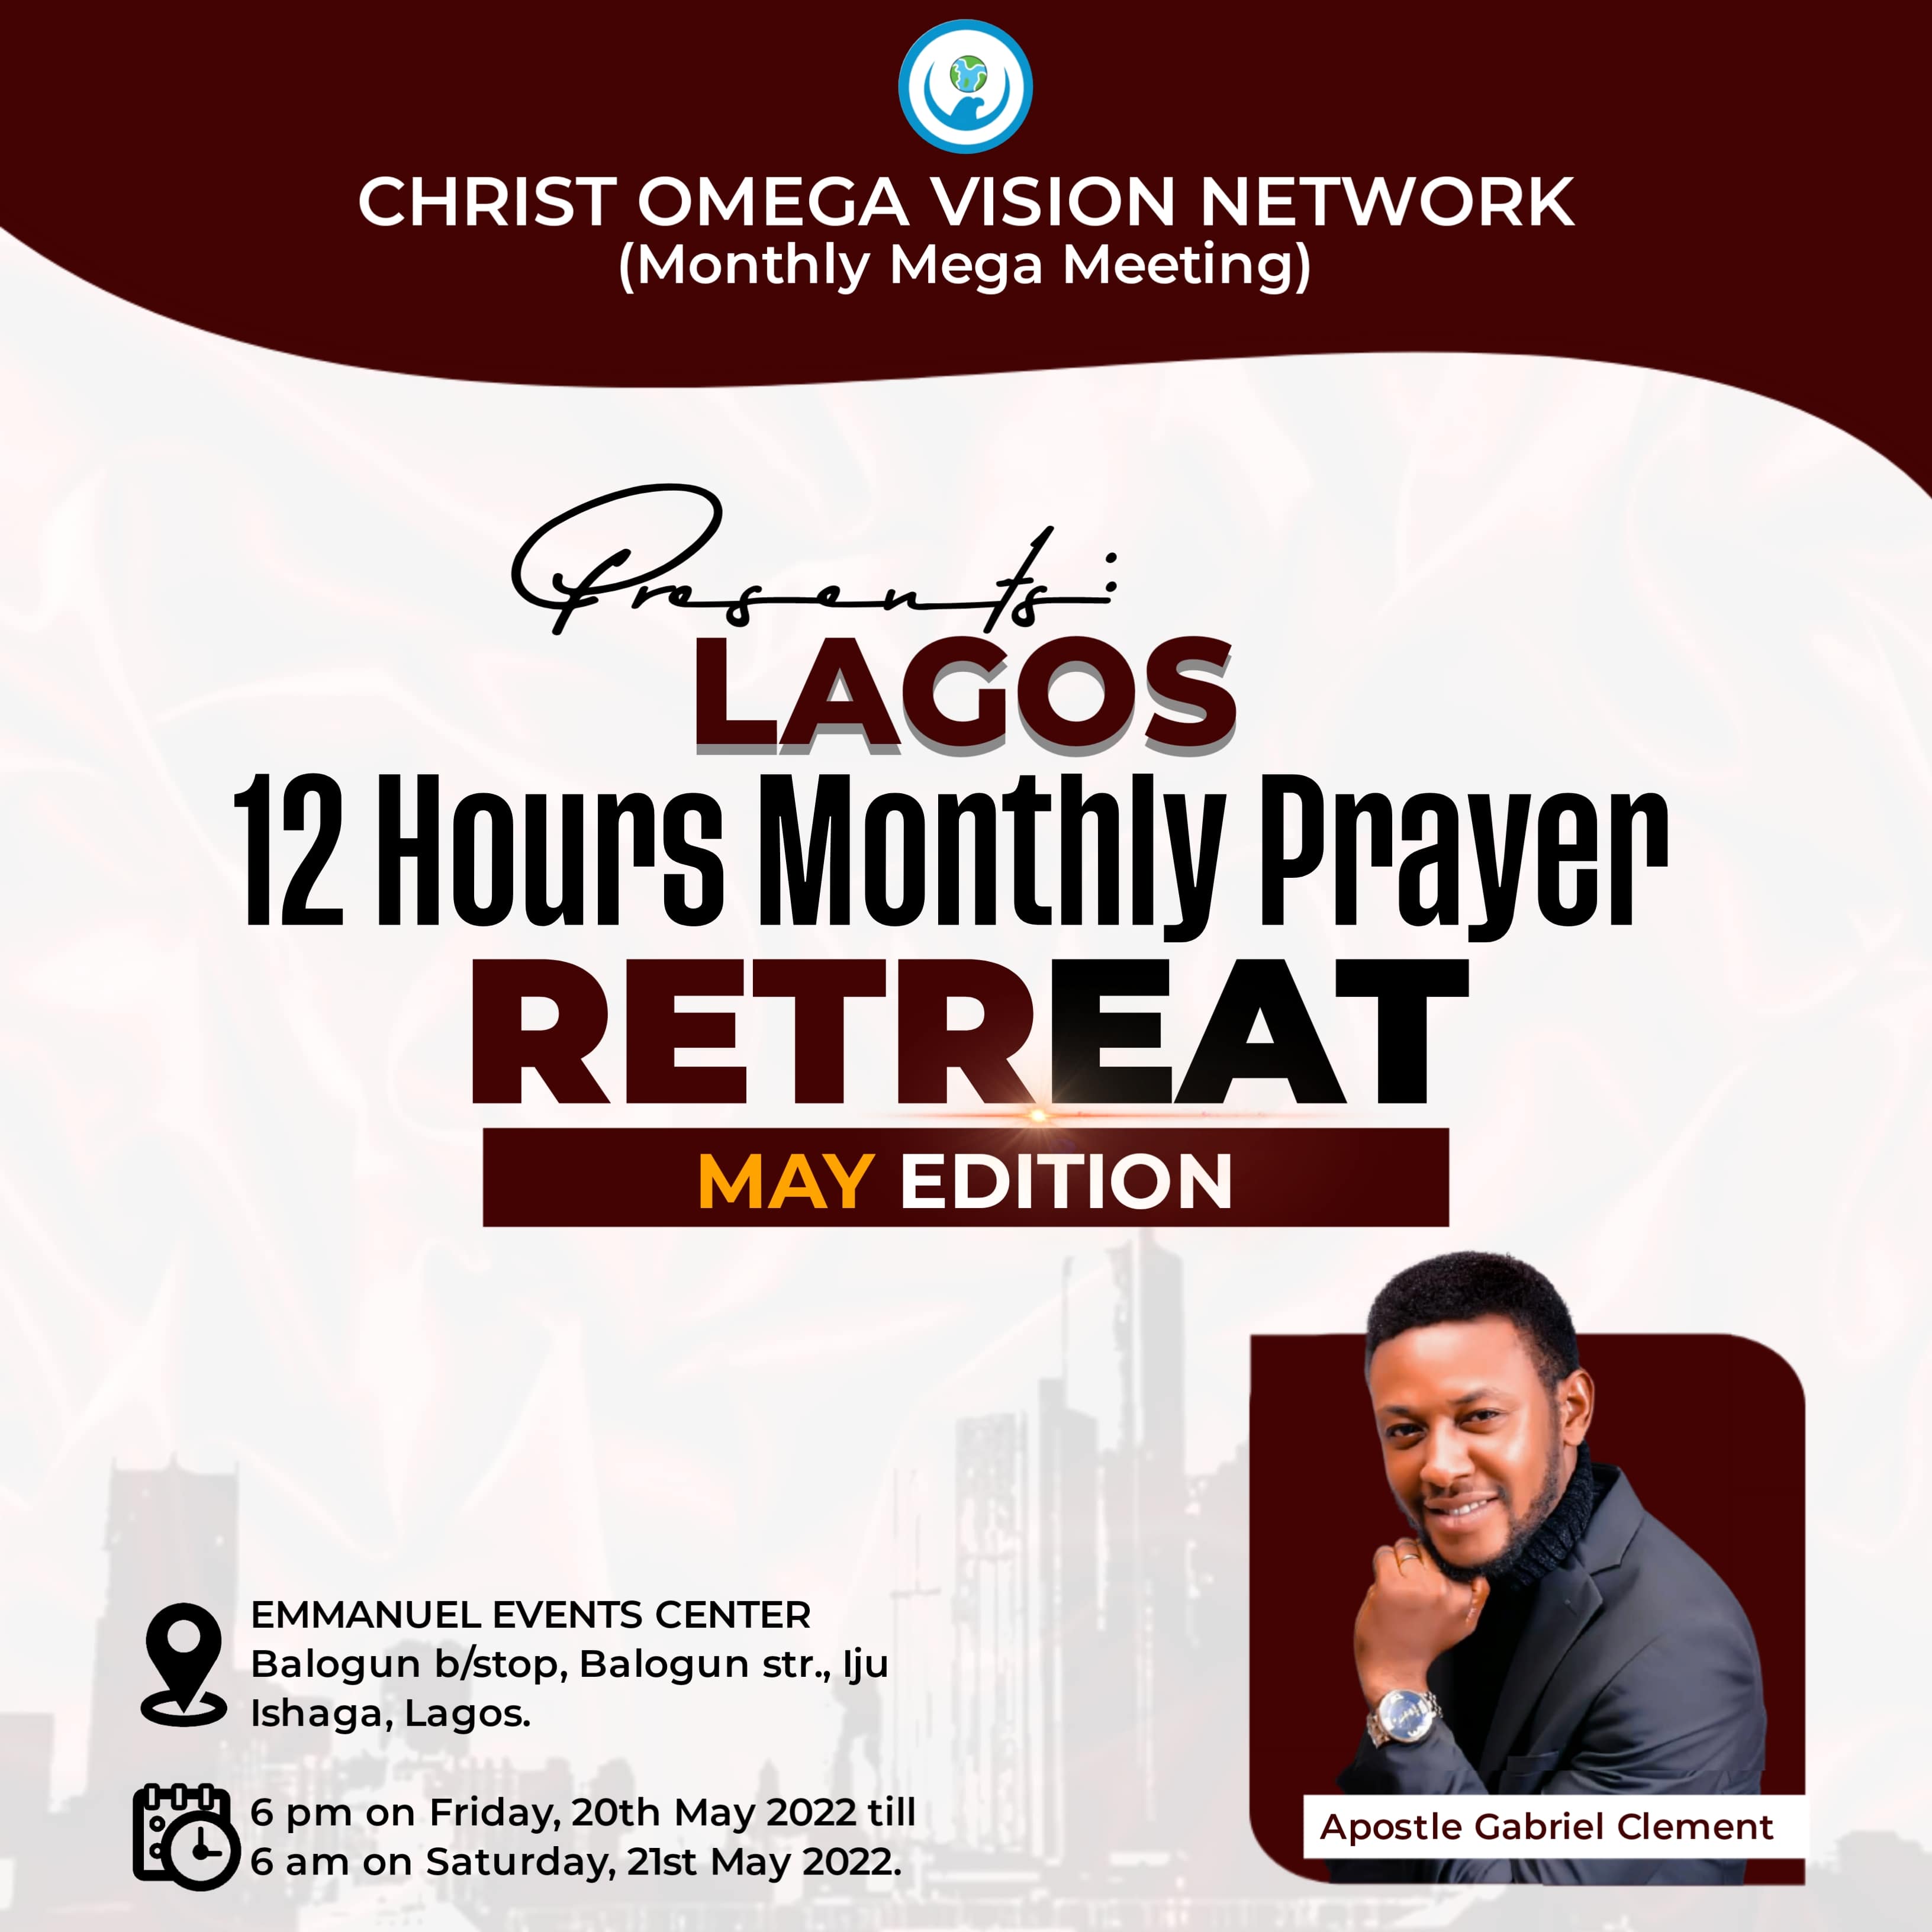 CHRIST OMEGA VISION NETWORK
(Monthly Mega Meeting)
Presents:
LAGOS
12 Hours Monthly Prayer
RETREAT
MAY EDITION
EMMANUEL EVENTS CENTER
Balogun b/stop, Balogun str., Iju
Ishaga, Lagos.
6 pm on Friday, 20th May 2022 till
6 am on Saturday, 21st May 2022.
Apostle Gabriel Clement